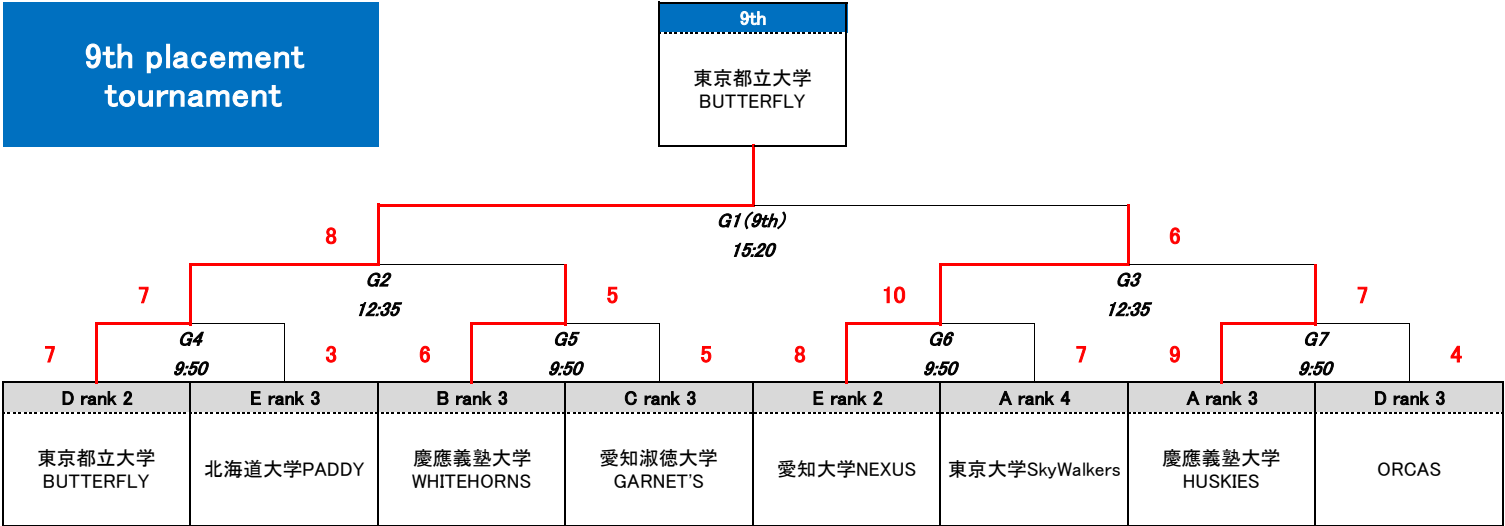 9th placement
tournament
9th
東京都立大学
BUTTERFLY
G1(9th)
15:20
8
6
G2
12:35
G3
12:35
7
5
10
7
G4
9:50
G5
9:50
G6
9:50
G7
9:50
7
3
6
5
8
7
9
4
D rank 2
E rank 3
B rank 3
C rank 3
E rank 2
A rank 4
A rank 3
D rank 3
東京都立大学
BUTTERFLY
北海道大学PADDY
慶應義塾大学
WHITEHORNS
愛知淑徳大学
GARNET'S
愛知大学NEXUS
東京大学SkyWalkers
慶應義塾大学
HUSKIES
ORCAS